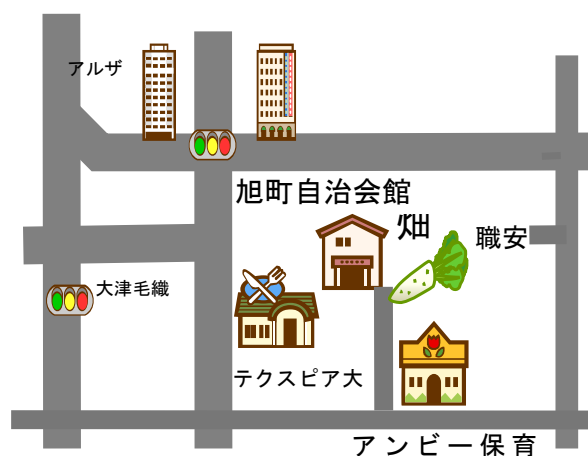 アルザ
旭町自治会館
畑
職安
大津毛織
テクスピア大
アンビー保育